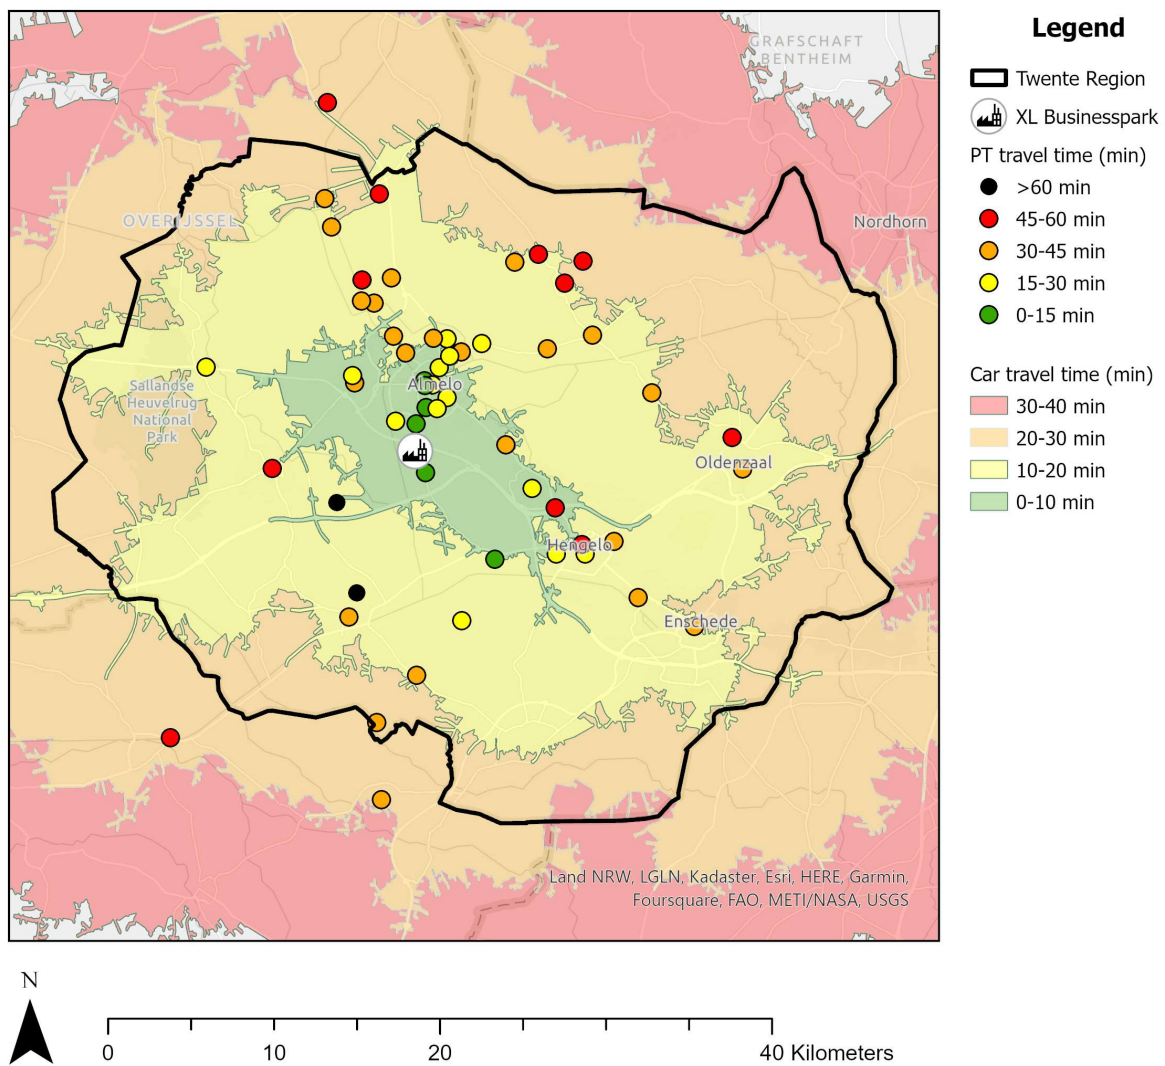 GRAFSCHAFT
BENTHEIM
OVERIJSSEL
Nordhorn
Sallandse
Heuvelrug
National
Park
Almelo
Oldenzaal
Hengelo
Enschede
Land NRW, LGLN, Kadaster, Esri, HERE, Garmin,
Foursquare, FAO, METI/NASA, USGS
Legend
Twente Region
XL Businesspark
PT travel time (min)
>60 min
45-60 min
30-45 min
15-30 min
0-15 min
Car travel time (min)
30-40 min
20-30 min
10-20 min
0-10 min
N
0 10 20 40 Kilometers